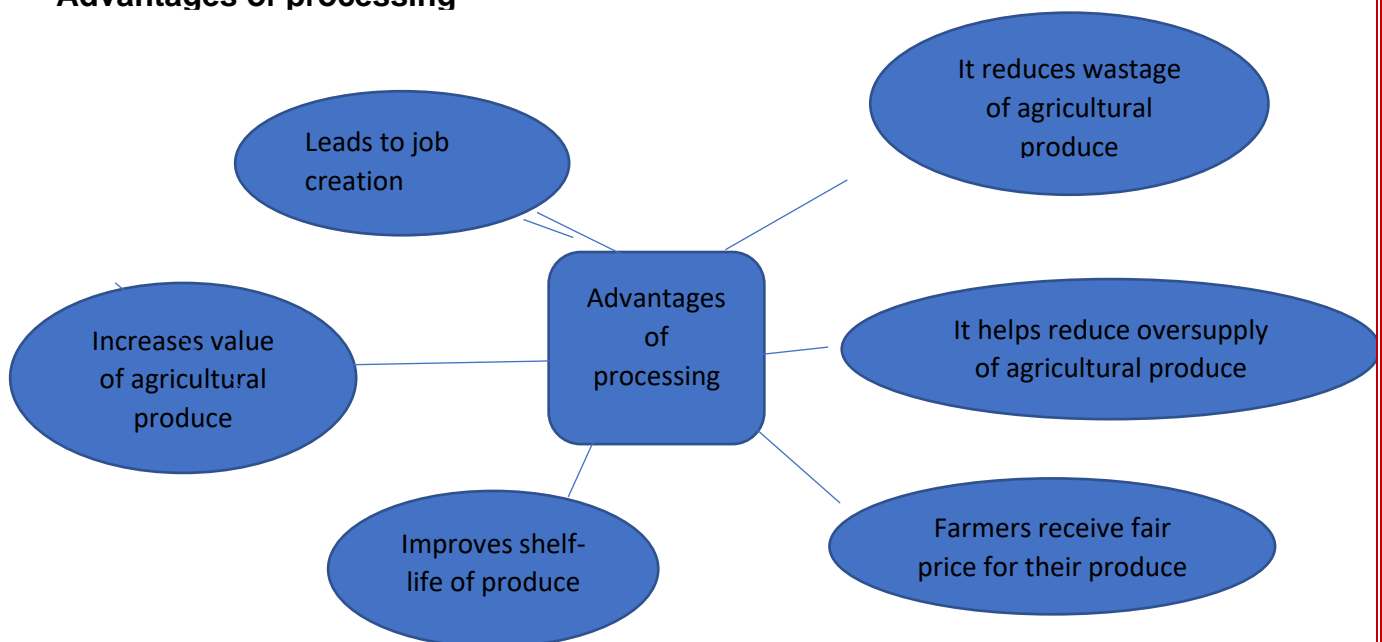 Advantages of processing
It reduces wastage
of agricultural
produce
Leads to job
creation
Advantages
of
processing
It helps reduce oversupply
of agricultural produce
Increases value
of agricultural
produce
Farmers receive fair
price for their produce
Improves shelf-
life of produce